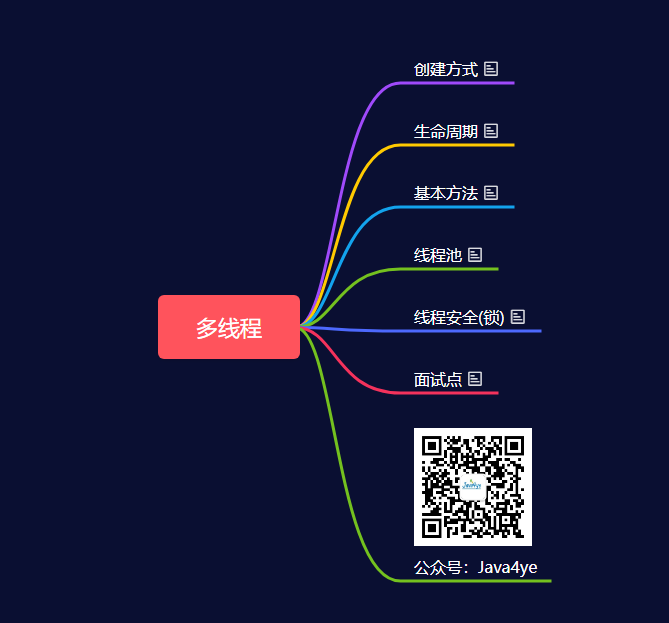 创建方式
生命周期
基本方法
线程池
多线程
线程安全(锁)
面试点
Java4ye
公众号：Java4ye